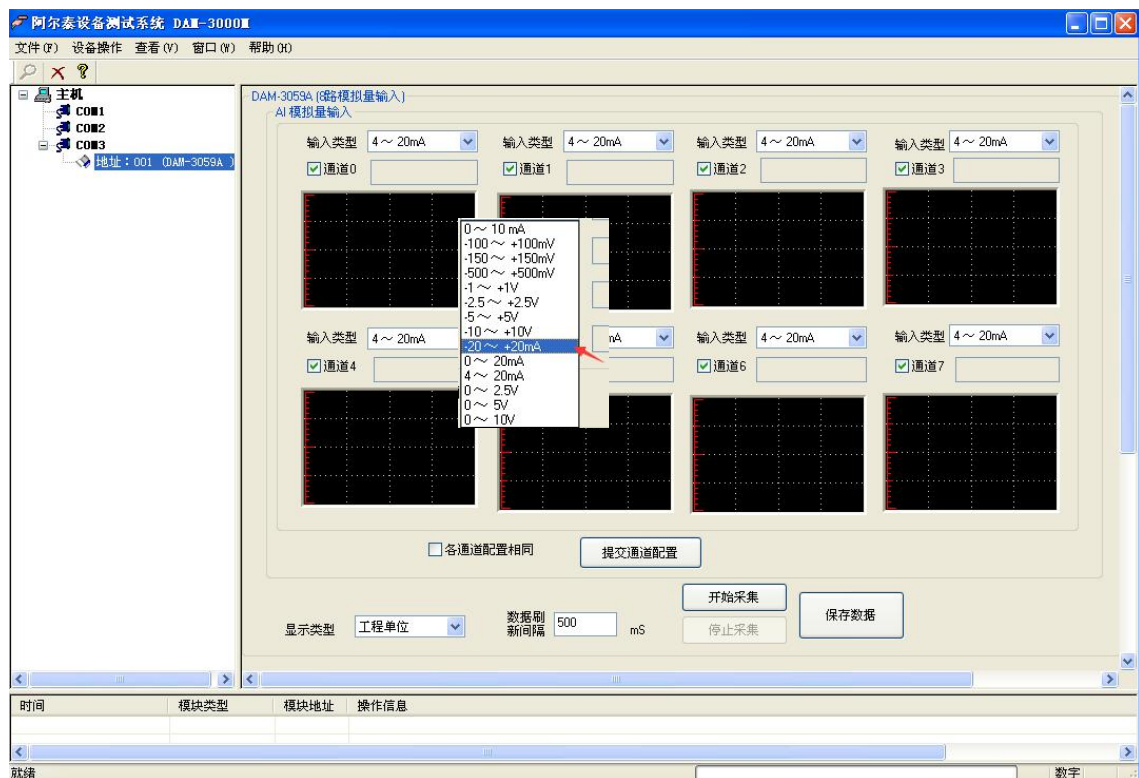 阿尔泰设备测试系统 DAM-3000M
文件(F) 设备操作 查看(V) 窗口(W) 帮助(H)
主机
COM1
COM2
COM3
地址：001 (DAM-3059A )
DAM-3059A (8路模拟量输入)
AI 模拟量输入
输入类型 4～ 20mA 输入类型 4～ 20mA 输入类型 4～ 20mA 输入类型 4～ 20mA
通道0 通道1 通道2 通道3
0～ 10 mA
-100～ +100mV
-150～ +150mV
-500～ +500mV
-1～ +1V
-2.5～ +2.5V
-5～ +5V
-10～ +10V
-20～ +20mA
0～ 20mA
4～ 20mA
0～ 2.5V
0～ 5V
0～ 10V
输入类型 4～ 20mA mA 输入类型 4～ 20mA 输入类型 4～ 20mA
通道4 通道6 通道7
各通道配置相同 提交通道配置
显示类型 工程单位 数据刷新间隔 500 mS
开始采集
停止采集
保存数据
时间 模块类型 模块地址 操作信息
就绪 数字